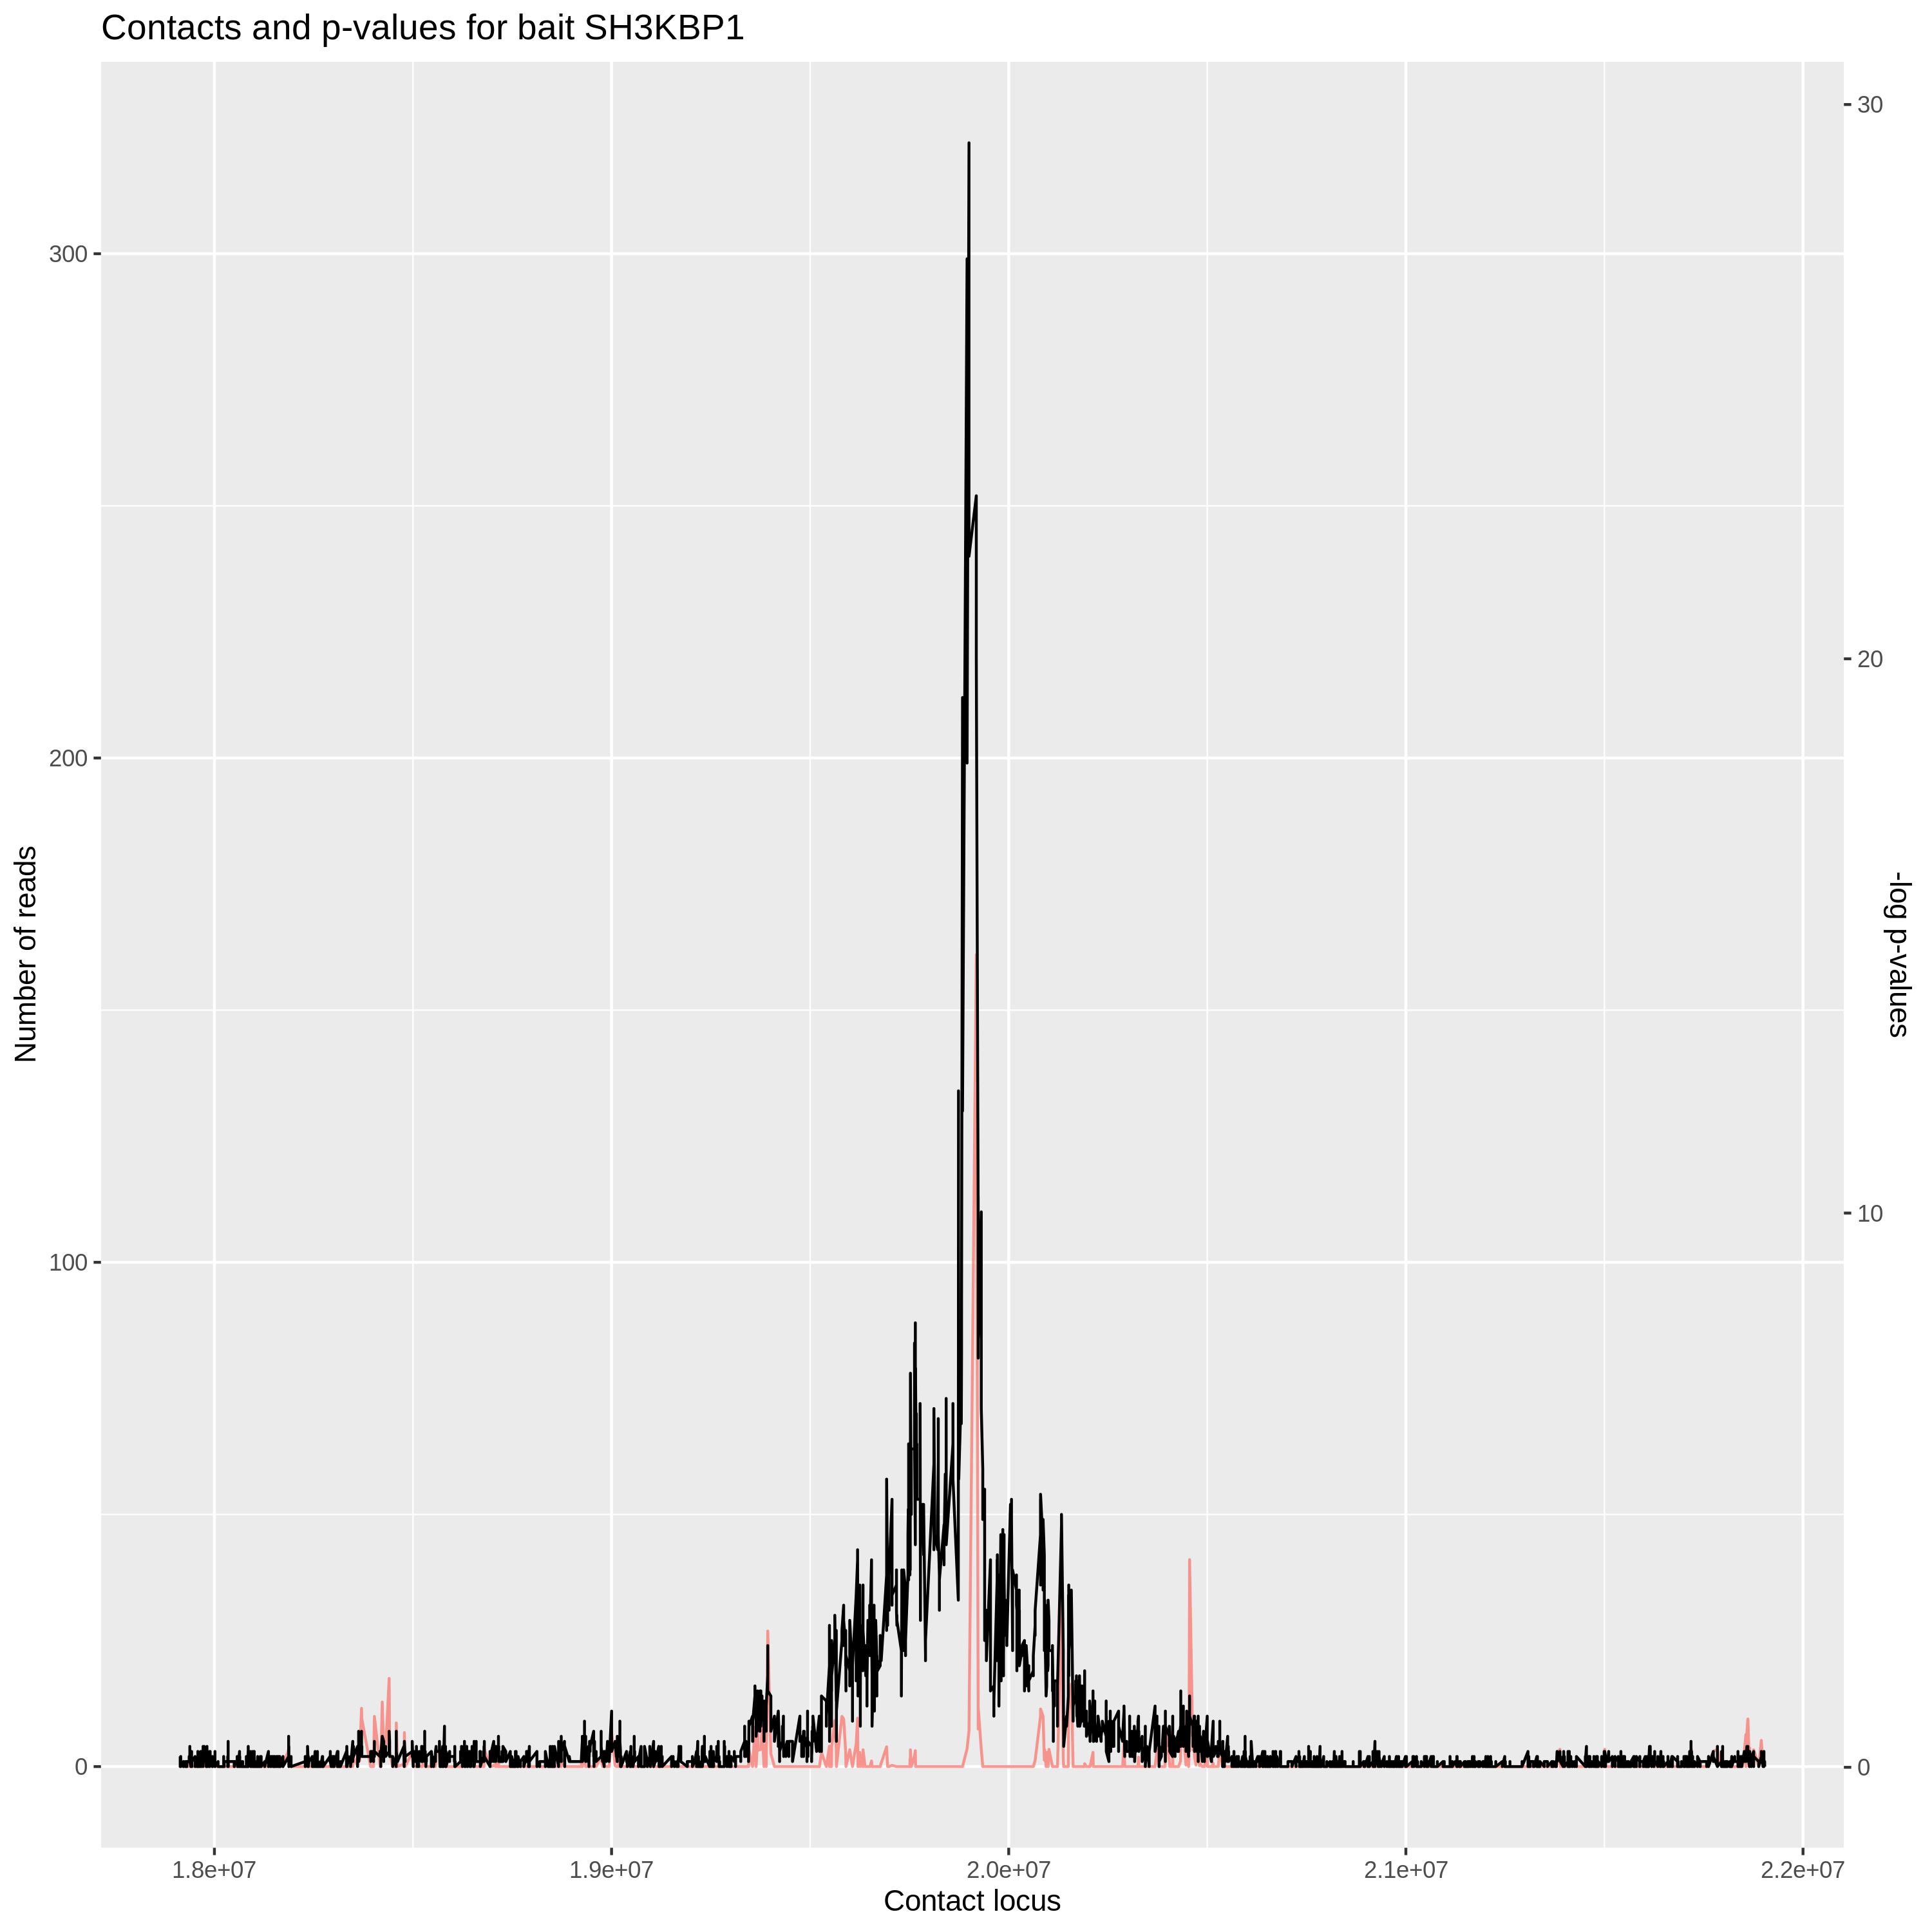 Contacts and p-values for bait SH3KBP1
300
200
100
0
Number of reads
30
20
10
0
-log p-values
1.8e+07
1.9e+07
2.0e+07
2.1e+07
2.2e+07
Contact locus